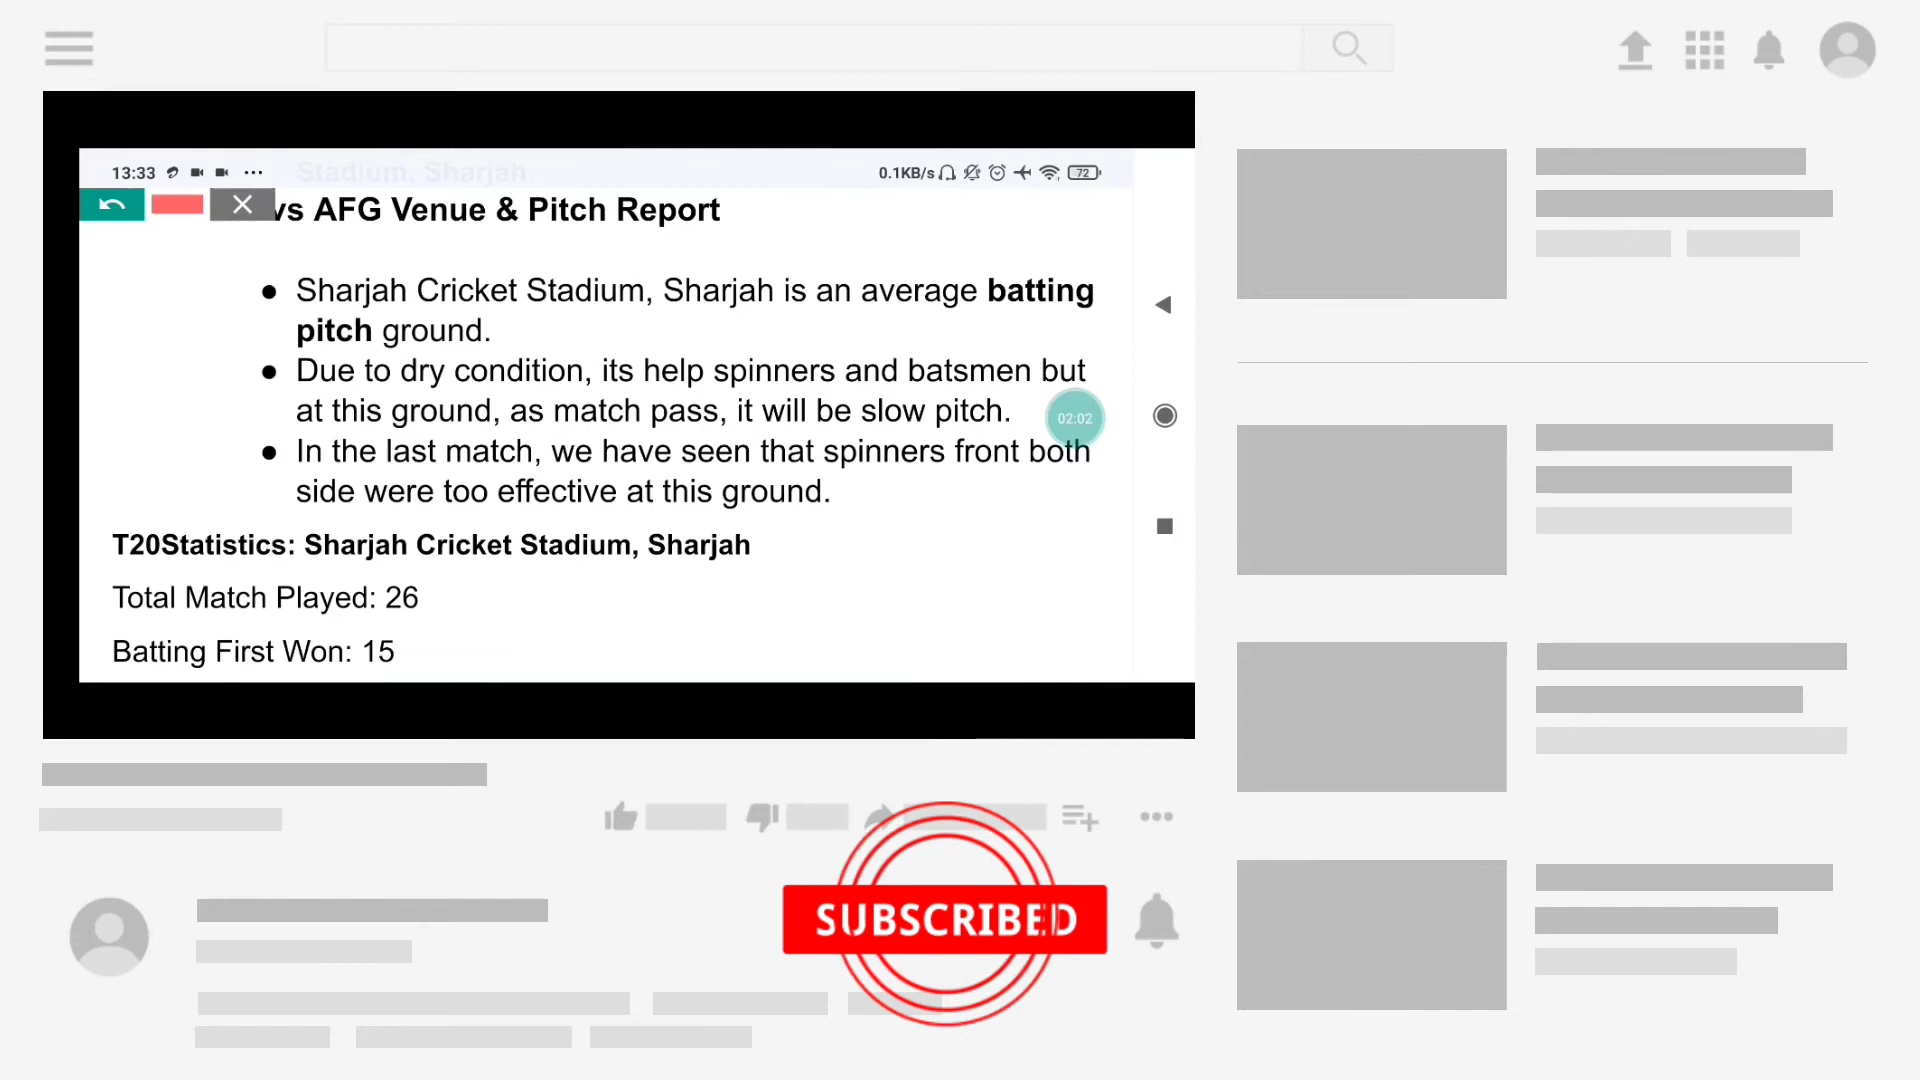 Stadium, Sharjah
13:33
0.1KB/s
72
vs AFG Venue & Pitch Report
● Sharjah Cricket Stadium, Sharjah is an average batting
pitch ground.
● Due to dry condition, its help spinners and batsmen but
at this ground, as match pass, it will be slow pitch.
02:02
● In the last match, we have seen that spinners front both
side were too effective at this ground.
T20Statistics: Sharjah Cricket Stadium, Sharjah
Total Match Played: 26
Batting First Won: 15
SUBSCRIBED